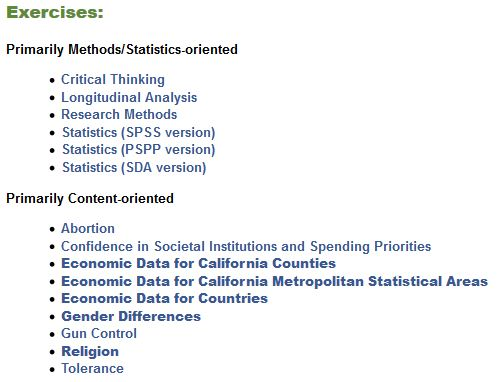 Exercises:
Primarily Methods/Statistics-oriented
• Critical Thinking
• Longitudinal Analysis
• Research Methods
• Statistics (SPSS version)
• Statistics (PSPP version)
• Statistics (SDA version)
Primarily Content-oriented
• Abortion
• Confidence in Societal Institutions and Spending Priorities
• Economic Data for California Counties
• Economic Data for California Metropolitan Statistical Areas
• Economic Data for Countries
• Gender Differences
• Gun Control
• Religion
• Tolerance